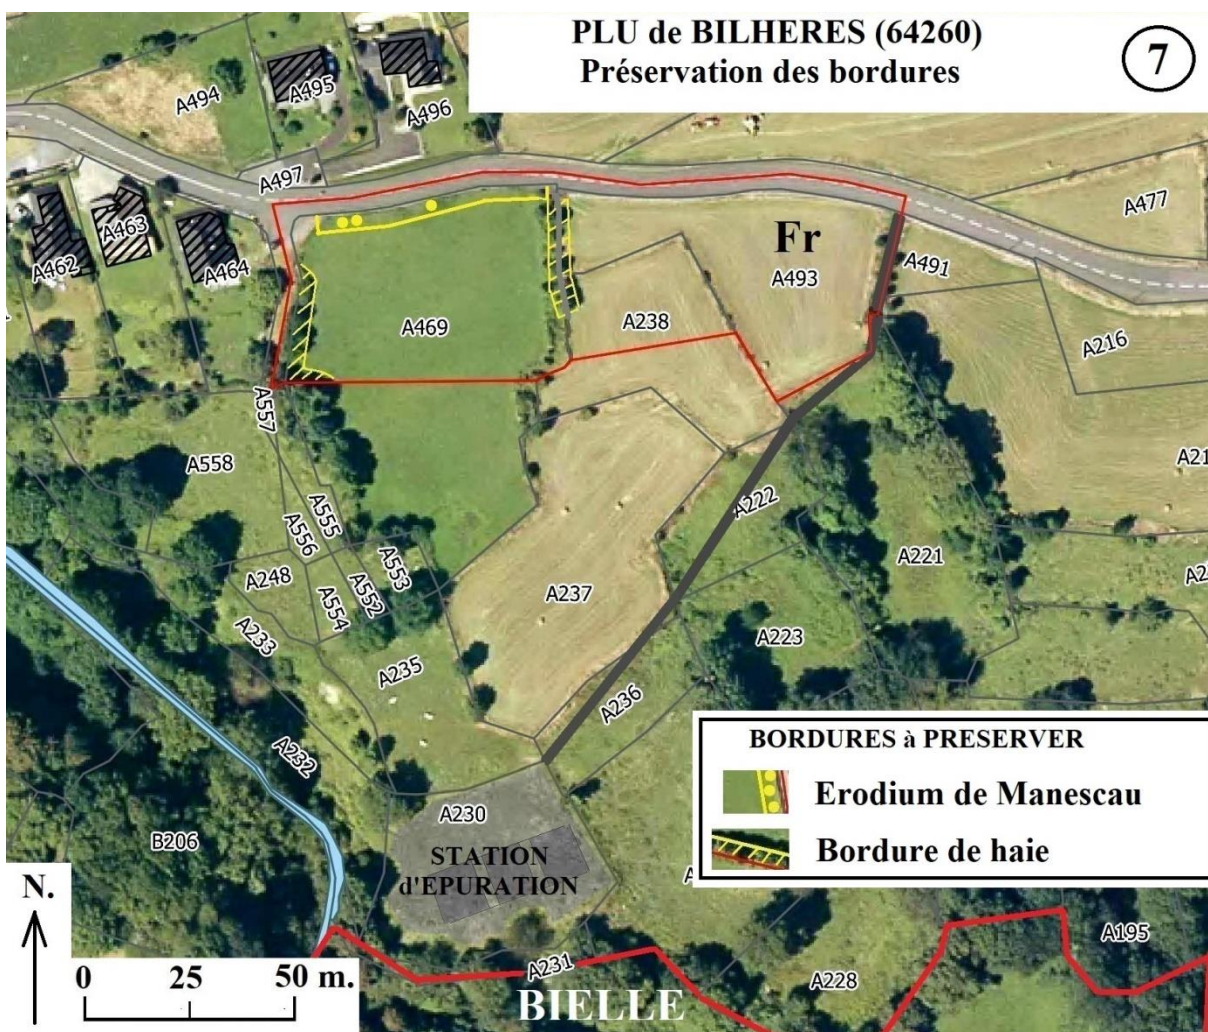 PLU de BILHERES (64260)
Préservation des bordures
7
A494
A495
A496
A497
A477
A462
A463
A464
A491
Fr
A493
A469
A238
A216
A557
A558
A21
A555
A556
A222
A221
A248
A553
A552
A554
A237
A2
A233
A235
A223
A236
A232
BORDURES à PRESERVER
Erodium de Manescau
Bordure de haie
A230
B206
STATION
d'EPURATION
N.
0 25 50 m.
A231
A228
A195
BIELLE